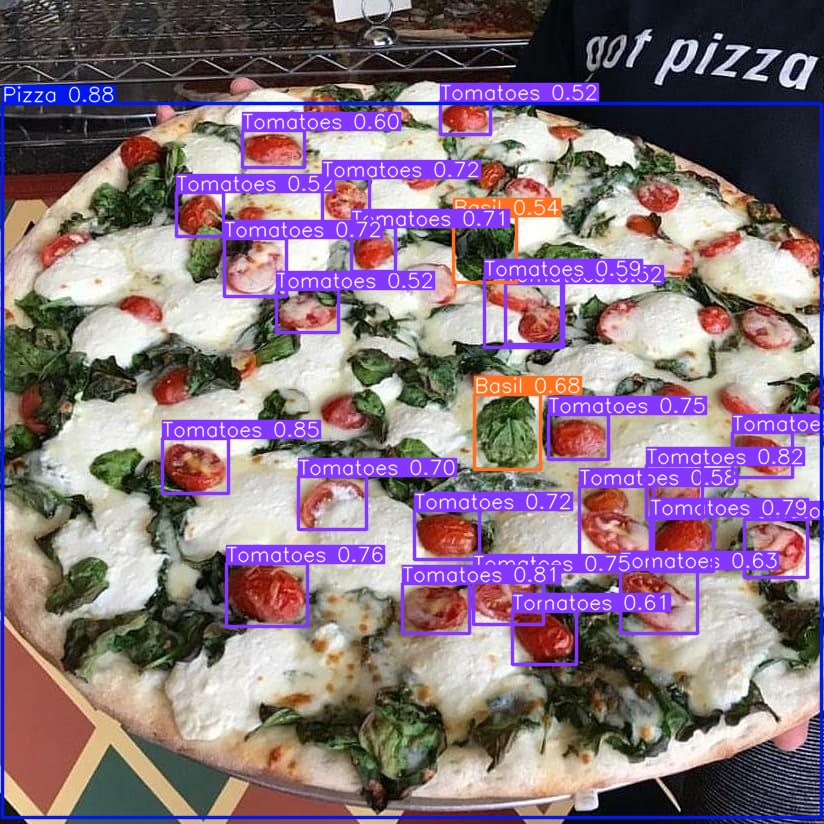 got pizza
Pizza 0.88
Tomatoes 0.52
Tomatoes 0.60
Tomatoes 0.72
Tomatoes 0.52
Basil 0.54
Tomatoes 0.71
Tomatoes 0.72
Tomatoes 0.59
Tomatoes 0.52
Basil 0.68
Tomatoes 0.75
Tomatoe
Tomatoes 0.85
Tomatoes 0.82
Tomatoes 0.70
0.58
Tomatoes 0.72
0.79
Tomatoes 0.76
0.75
0.63
Tomatoes 0.81
Tomatoes 0.61